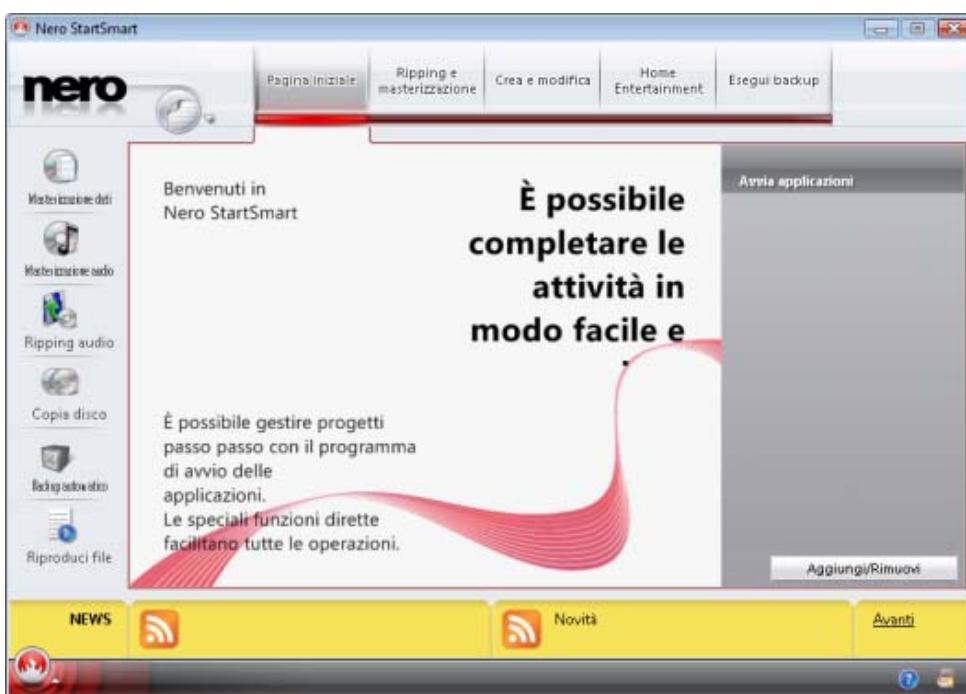 Nero StartSmart
nero
Pagina iniziale
Ripping e
masterizzazione
Crea e modifica
Home
Entertainment
Esegui backup
Masterizzazione dati
Masterizzazione audio
Ripping audio
Copia disco
Backup automatico
Riproduci file
Benvenuti in
Nero StartSmart
È possibile
completare le
attività in
modo facile e
È possibile gestire progetti
passo passo con il programma
di avvio delle
applicazioni.
Le speciali funzioni dirette
facilitano tutte le operazioni.
Avvia applicazioni
Aggiungi/Rimuovi
NEWS
Novità
Avanti